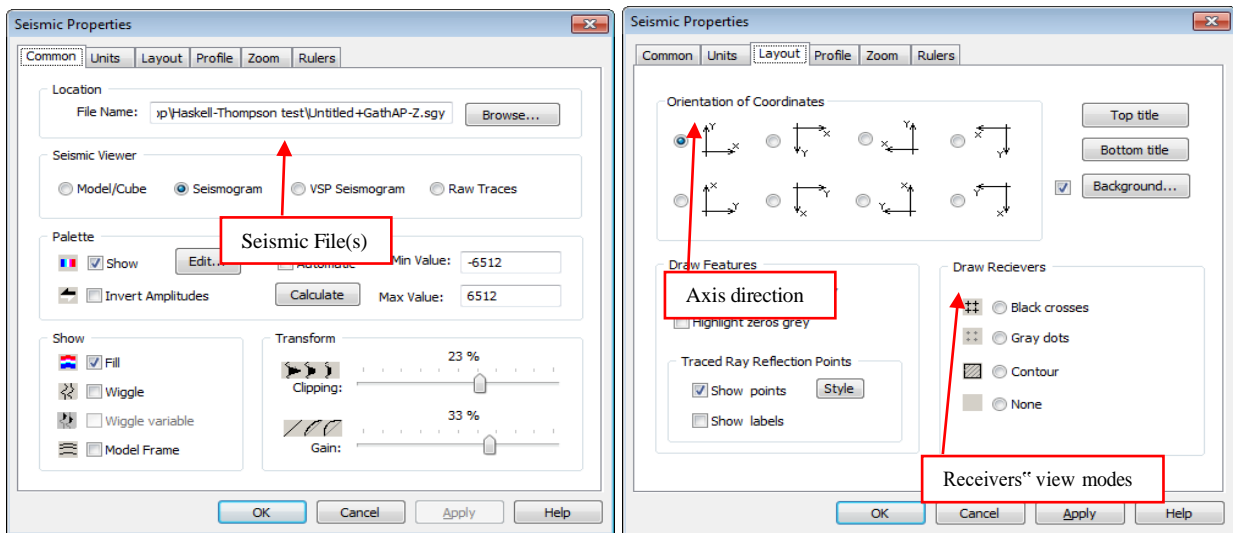 Seismic Properties
Common Units Layout Profile Zoom Rulers
Location
File Name: op\Haskell-Thompson test\Untitled+GathAP-Z.sgy Browse...
Seismic Viewer
Model/Cube Seismogram VSP Seismogram Raw Traces
Seismic File(s)
Palette
Show Edit... Automatic Min Value: -6512
Invert Amplitudes Calculate Max Value: 6512
Show
Fill
Wiggle
Wiggle variable
Model Frame
Transform
23 %
Clipping:
33 %
Gain:
OK Cancel Apply Help
Seismic Properties
Common Units Layout Profile Zoom Rulers
Orientation of Coordinates
Y X X Y Y X X Y
X Y Y X X Y Y X
Top title
Bottom title
Background...
Draw Features
Axis direction
Highlight zeros grey
Traced Ray Reflection Points
Show points Style
Show labels
Draw Recievers
Black crosses
Gray dots
Contour
None
Receivers‟ view modes
OK Cancel Apply Help